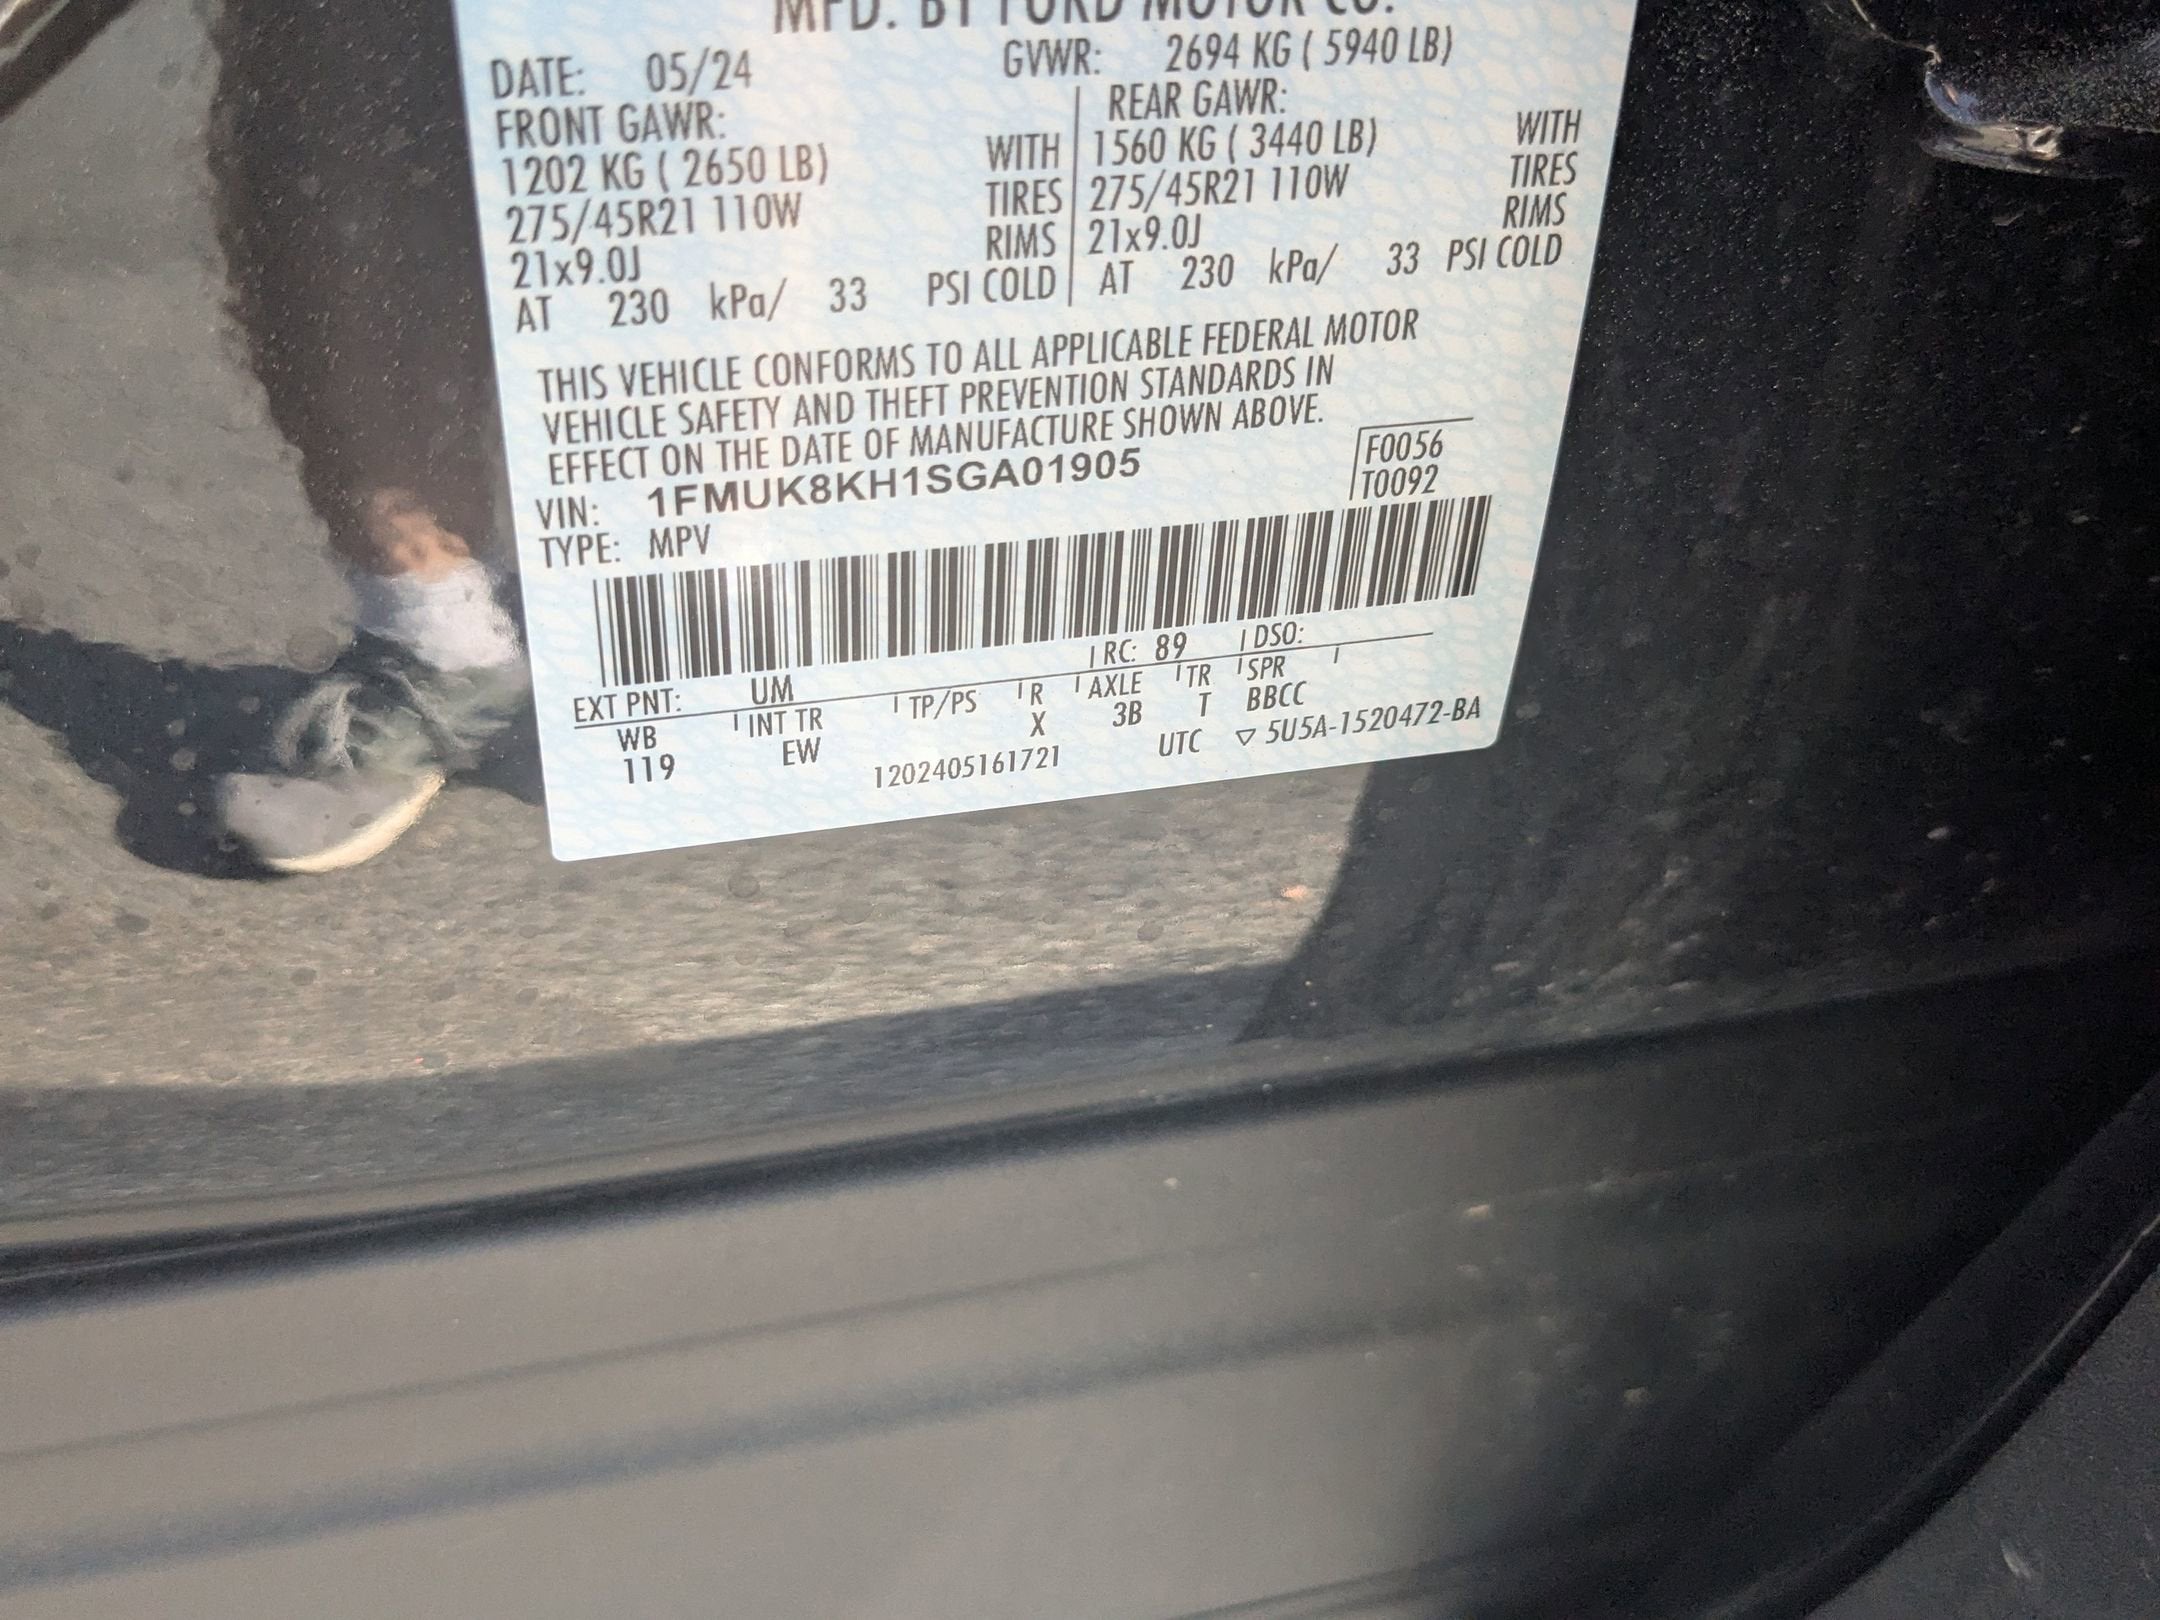 MFD. BY FORD MOTOR CO.
DATE: 05/24 GVWR: 2694 KG ( 5940 LB)
FRONT GAWR: REAR GAWR:
1202 KG ( 2650 LB) WITH 1560 KG ( 3440 LB) WITH
275/45R21 110W TIRES 275/45R21 110W TIRES
21x9.0J RIMS 21x9.0J RIMS
AT 230 kPa/ 33 PSI COLD AT 230 kPa/ 33 PSI COLD
THIS VEHICLE CONFORMS TO ALL APPLICABLE FEDERAL MOTOR
VEHICLE SAFETY AND THEFT PREVENTION STANDARDS IN
EFFECT ON THE DATE OF MANUFACTURE SHOWN ABOVE.
VIN: 1FMUK8KH1SGA01905 F0056
TYPE: MPV T0092
EXT PNT: UM RC: 89 DSO:
WB INT TR TP/PS R AXLE TR SPR
119 EW X 3B T BBCC
1202405161721 UTC ▽ 5U5A-1520472-BA